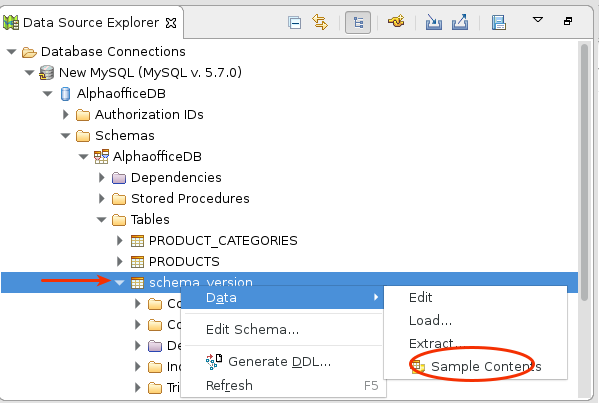 Data Source Explorer
Database Connections
New MySQL (MySQL v. 5.7.0)
AlphaofficeDB
Authorization IDs
Schemas
AlphaofficeDB
Dependencies
Stored Procedures
Tables
PRODUCT_CATEGORIES
PRODUCTS
schema_version
Data
Edit
Co
Load...
Co
Edit Schema...
Extract...
De
Generate DDL...
Sample Contents
In
Refresh F5
Tri